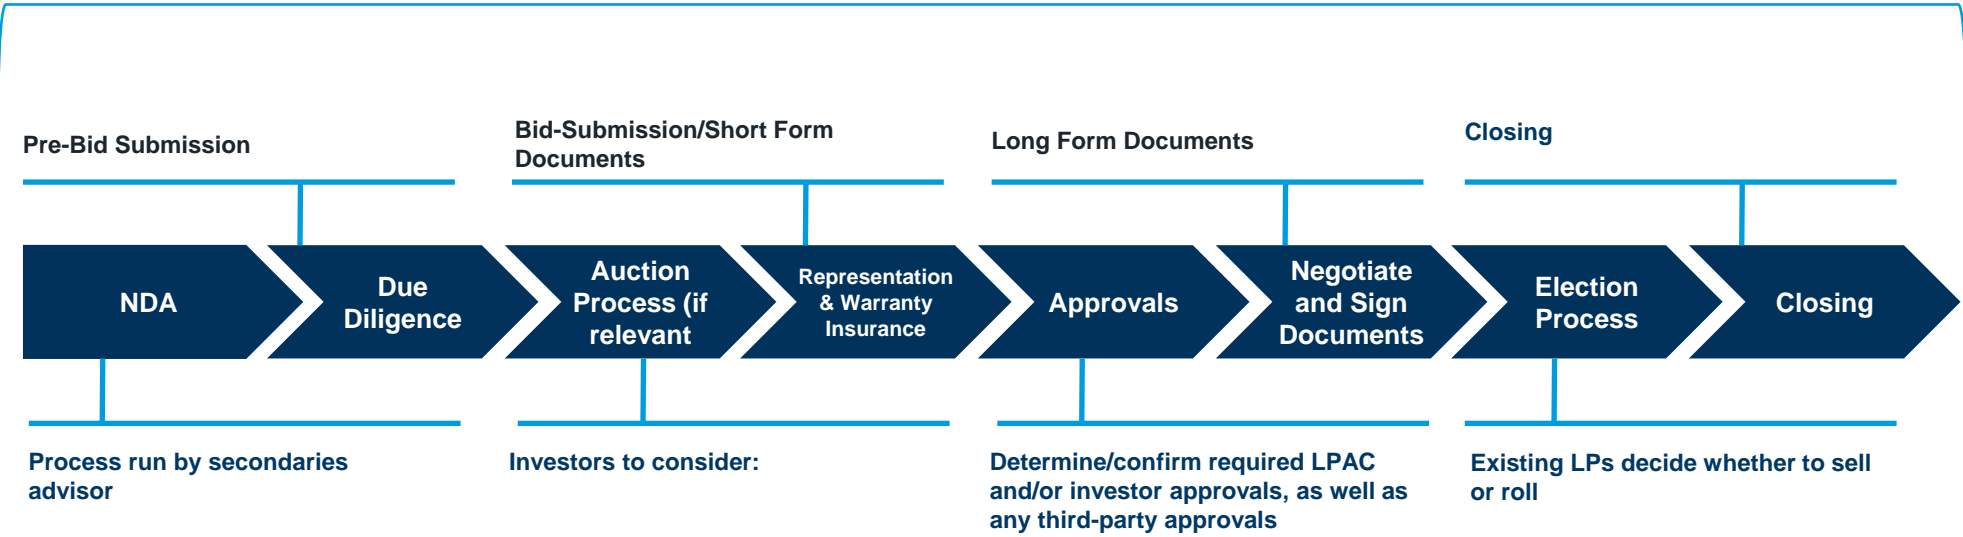 Pre-Bid Submission
Bid-Submission/Short Form
Documents
Long Form Documents
Closing
NDA
Due
Diligence
Auction
Process (if
relevant
Representation
& Warranty
Insurance
Approvals
Negotiate
and Sign
Documents
Election
Process
Closing
Process run by secondaries
advisor
Investors to consider:
Determine/confirm required LPAC
and/or investor approvals, as well as
any third-party approvals
Existing LPs decide whether to sell
or roll